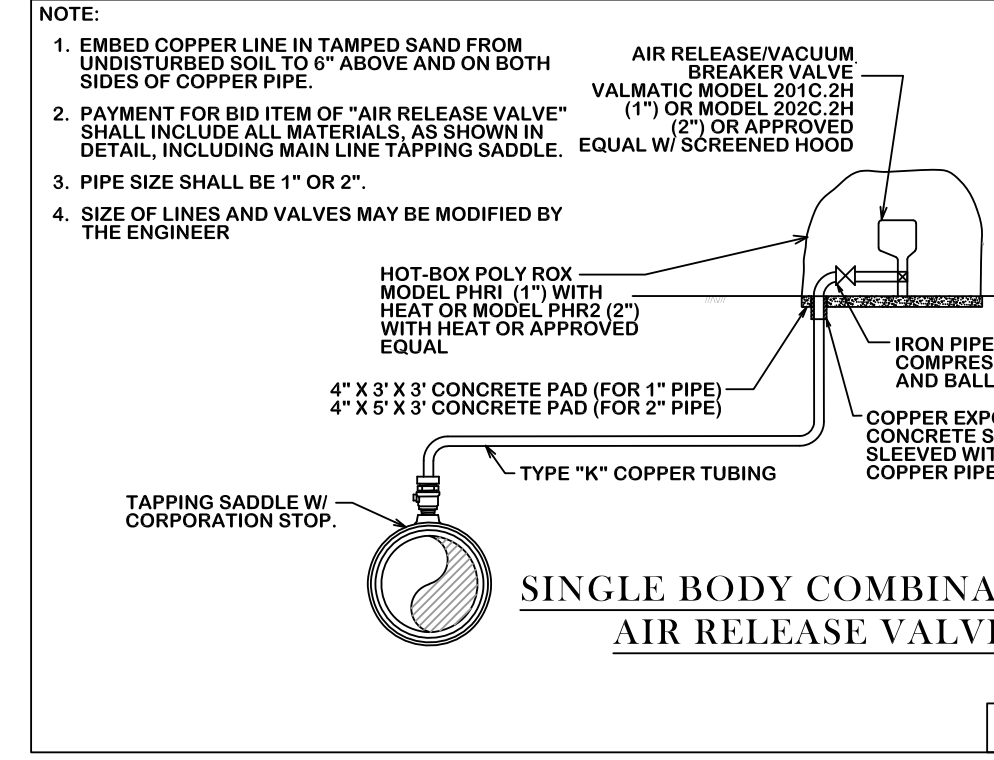 NOTE:
1. EMBED COPPER LINE IN TAMPED SAND FROM
UNDISTURBED SOIL TO 6" ABOVE AND ON BOTH
SIDES OF COPPER PIPE.
2. PAYMENT FOR BID ITEM OF "AIR RELEASE VALVE"
SHALL INCLUDE ALL MATERIALS, AS SHOWN IN
DETAIL, INCLUDING MAIN LINE TAPPING SADDLE.
3. PIPE SIZE SHALL BE 1" OR 2".
4. SIZE OF LINES AND VALVES MAY BE MODIFIED BY
THE ENGINEER
AIR RELEASE/VACUUM
BREAKER VALVE
VALMATIC MODEL 201C.2H
(1") OR MODEL 202C.2H
(2") OR APPROVED
EQUAL W/ SCREENED HOOD
HOT-BOX POLY ROX
MODEL PHRI (1") WITH
HEAT OR MODEL PHR2 (2")
WITH HEAT OR APPROVED
EQUAL
IRON PIPE
COMPRES
AND BALL
4" X 3' X 3' CONCRETE PAD (FOR 1" PIPE)
4" X 5' X 3' CONCRETE PAD (FOR 2" PIPE)
COPPER EXP
CONCRETE S
SLEEVED WIT
COPPER PIPE
TYPE "K" COPPER TUBING
TAPPING SADDLE W/
CORPORATION STOP.
SINGLE BODY COMBINA
AIR RELEASE VALV